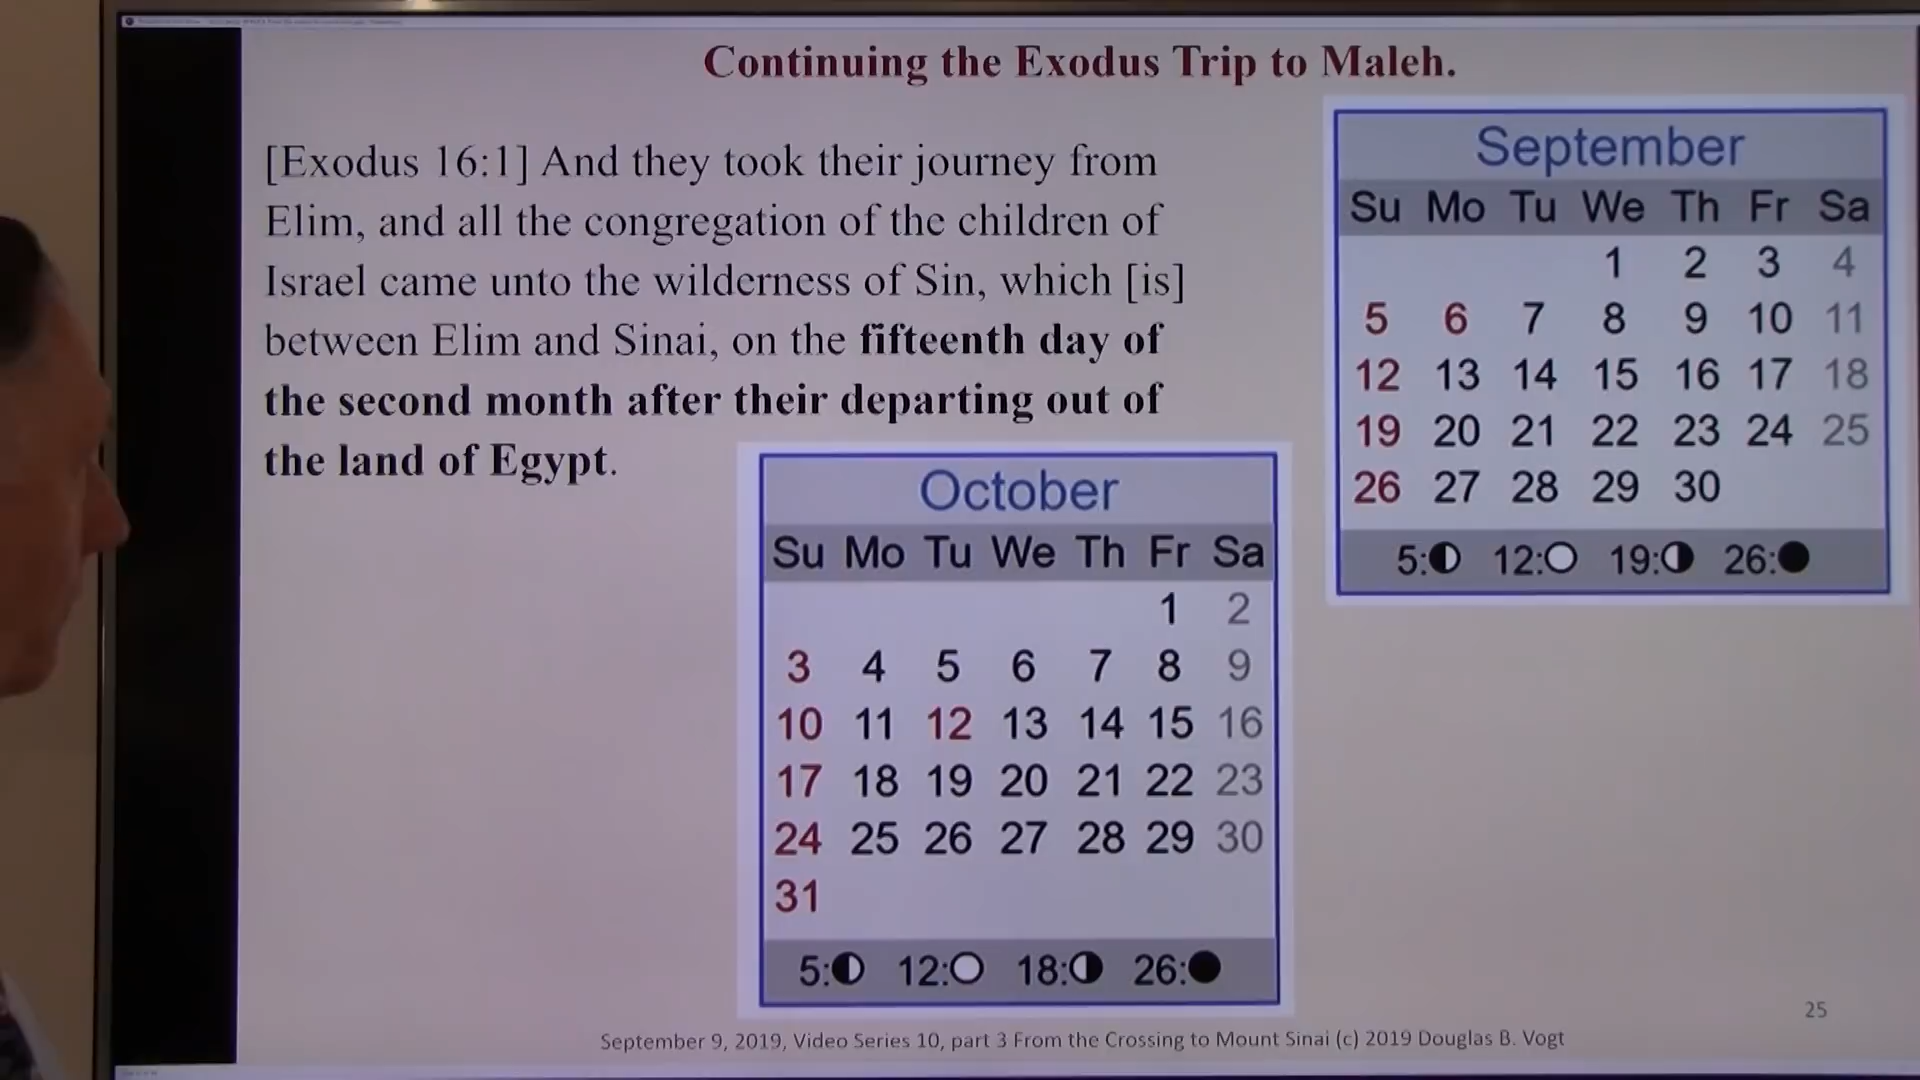 Continuing the Exodus Trip to Maleh.
[Exodus 16:1] And they took their journey from
Elim, and all the congregation of the children of
Israel came unto the wilderness of Sin, which [is]
between Elim and Sinai, on the fifteenth day of
the second month after their departing out of
the land of Egypt.
September
Su Mo Tu We Th Fr Sa
1 2 3 4
5 6 7 8 9 10 11
12 13 14 15 16 17 18
19 20 21 22 23 24 25
26 27 28 29 30
5:◐ 12:○ 19:◑ 26:●
October
Su Mo Tu We Th Fr Sa
1 2
3 4 5 6 7 8 9
10 11 12 13 14 15 16
17 18 19 20 21 22 23
24 25 26 27 28 29 30
31
5:◐ 12:○ 18:◑ 26:●
25
September 9, 2019, Video Series 10, part 3 From the Crossing to Mount Sinai (c) 2019 Douglas B. Vogt